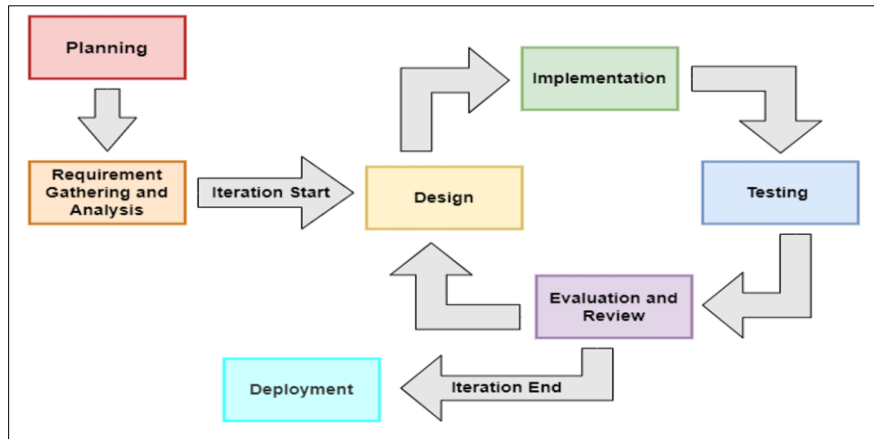 Planning
Requirement
Gathering and
Analysis
Iteration Start
Design
Implementation
Testing
Evaluation and
Review
Iteration End
Deployment